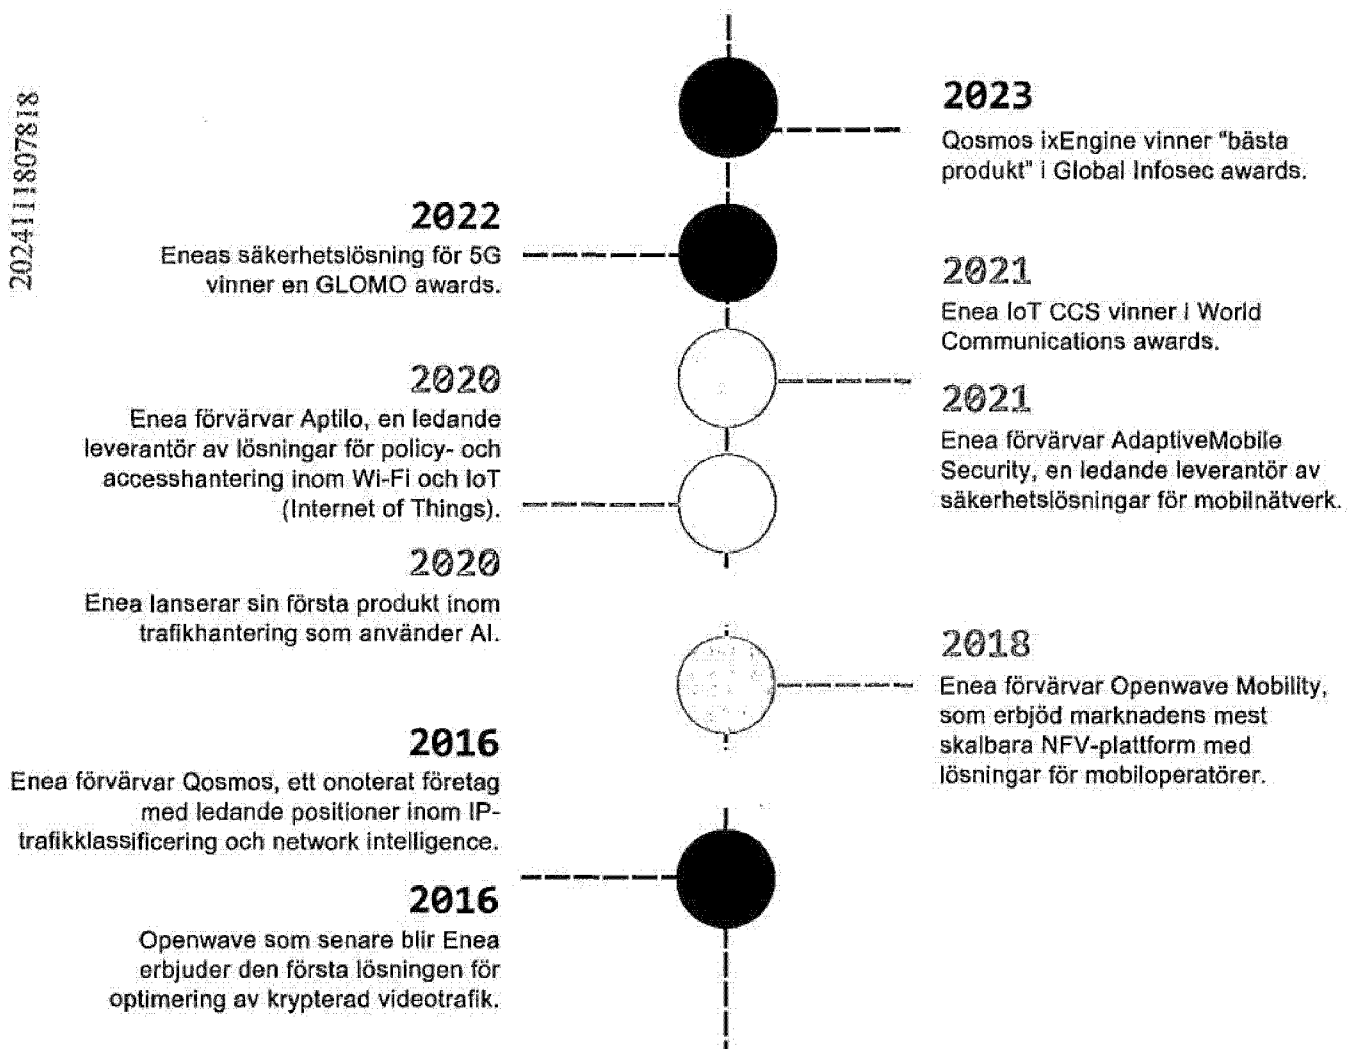 2024111807818
2023
Qosmos ixEngine vinner "bästa
produkt" i Global Infosec awards.
2022
Eneas säkerhetslösning för 5G
vinner en GLOMO awards.
2021
Enea IoT CCS vinner i World
Communications awards.
2020
Enea förvärvar Aptilo, en ledande
leverantör av lösningar för policy- och
accesshantering inom Wi-Fi och IoT
(Internet of Things).
2021
Enea förvärvar AdaptiveMobile
Security, en ledande leverantör av
säkerhetslösningar för mobilnätverk.
2020
Enea lanserar sin första produkt inom
trafikhantering som använder AI.
2018
Enea förvärvar Openwave Mobility,
som erbjöd marknadens mest
skalbara NFV-plattform med
lösningar för mobiloperatörer.
2016
Enea förvärvar Qosmos, ett onoterat företag
med ledande positioner inom IP-
trafikklassificering och network intelligence.
2016
Openwave som senare blir Enea
erbjuder den första lösningen för
optimering av krypterad videotrafik.